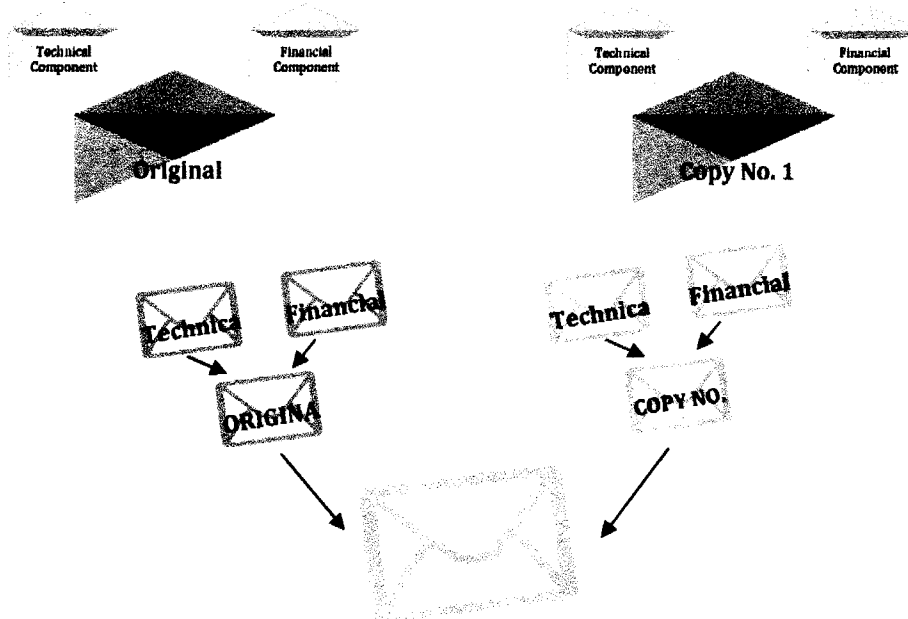 Technical
Component
Financial
Component
Technical
Component
Financial
Component
Original
Copy No. 1
Technica
Financial
Technica
Financial
ORIGINA
COPY NO.